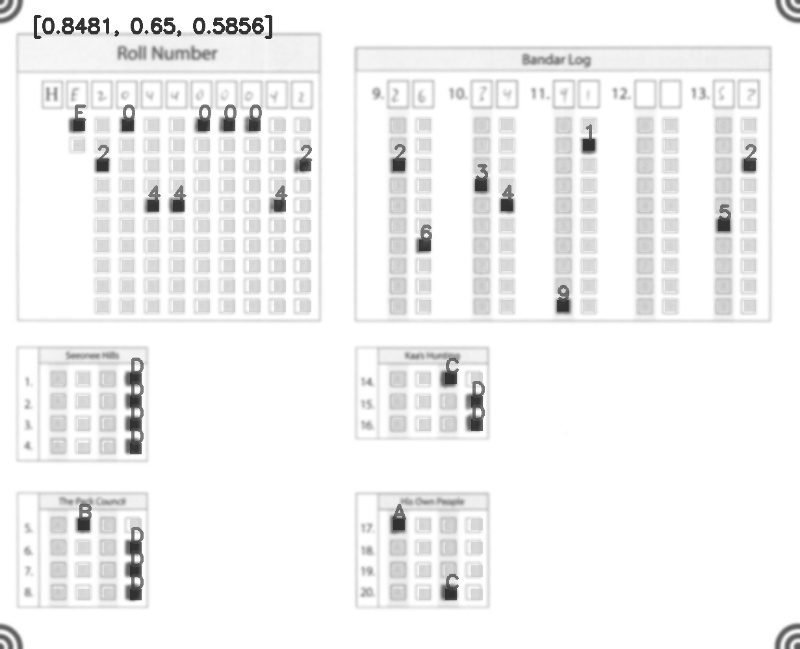 [0.8481, 0.65, 0.5856]
Roll Number
H E 2 0 4 4 0 0 0 4 2
E 0 0 0 0
2 2
4 4 4
Bandar Log
9. 2 6 10. 3 4 11. 9 1 12. 13. 5 7
1
2 2
3
4
5
6
9
Seeonee Hills
1. D
2. D
3. D
4. D
Kaa's Hunting
14. C
15. D
16. D
The Pack Council
5. B
6. D
7. D
8. D
His Own People
17. A
18.
19.
20. C